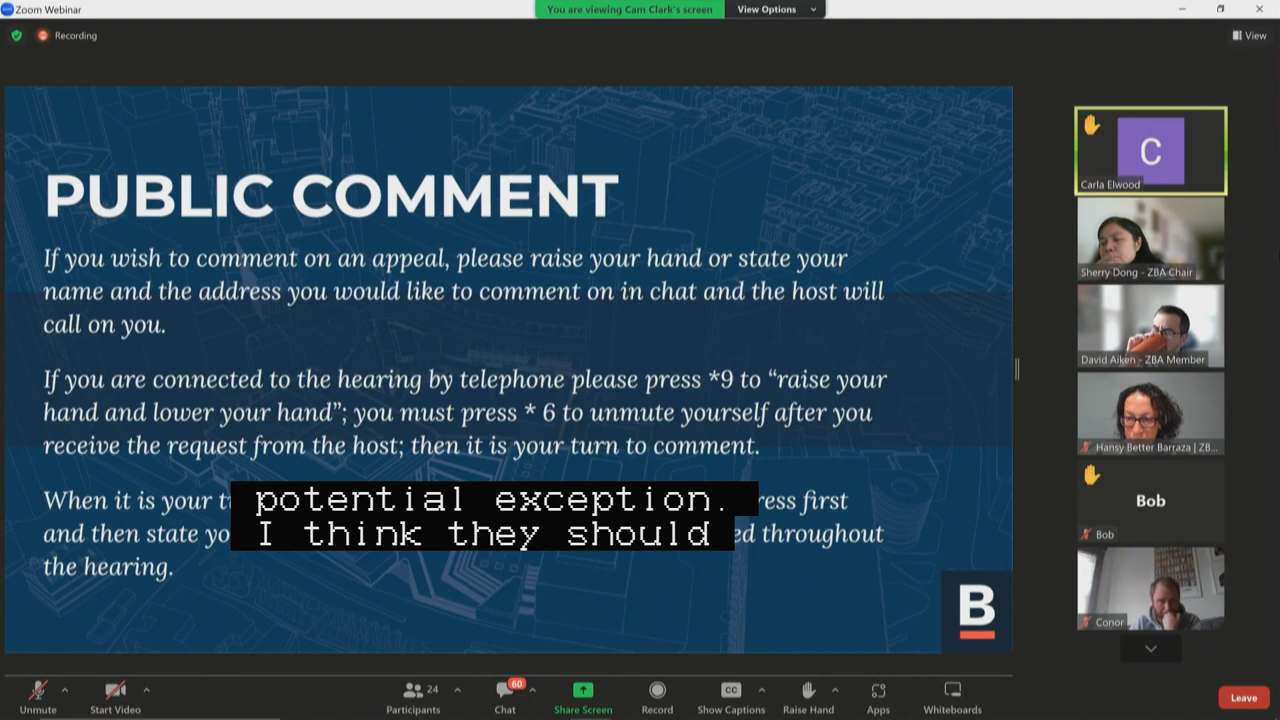 Zoom Webinar
You are viewing Cam Clark's screen
View Options
Recording
View
PUBLIC COMMENT
If you wish to comment on an appeal, please raise your hand or state your
name and the address you would like to comment on in chat and the host will
call on you.
If you are connected to the hearing by telephone please press *9 to “raise your
hand and lower your hand”; you must press * 6 to unmute yourself after you
receive the request from the host; then it is your turn to comment.
When it is your
and then state
throughout
the hearing.
first
potential exception.
I think they should
B
C
Carla Elwood
Sherry Dong - ZBA Chair
David Aiken - ZBA Member
Hansy Better Barraza | ZB...
Bob
Bob
Conor
Unmute
Start Video
24
Participants
60
Chat
Share Screen
Record
CC
Show Captions
Raise Hand
Apps
Whiteboards
Leave